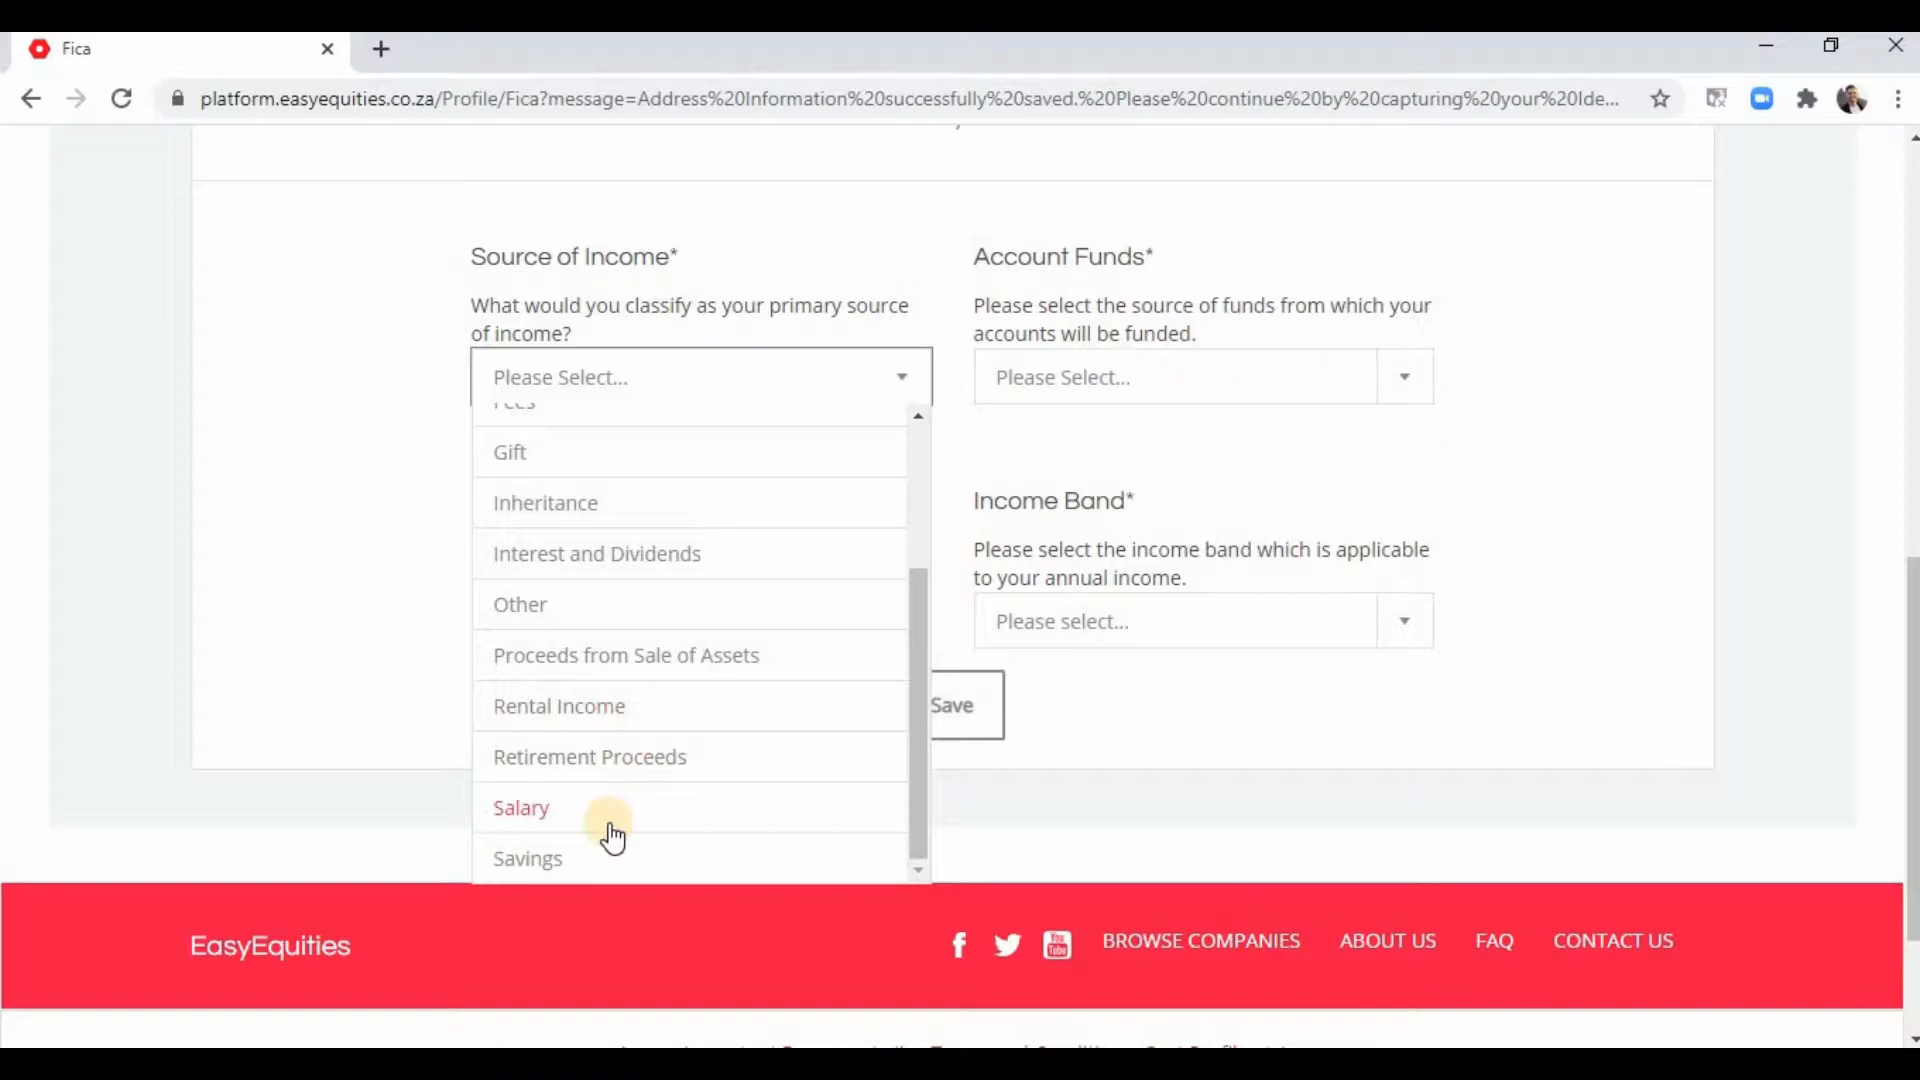 Fica
platform.easyequities.co.za/Profile/Fica?message=Address%20Information%20successfully%20saved.%20Please%20continue%20by%20capturing%20your%20Ide...
Source of Income*
What would you classify as your primary source
of income?
Please Select...
Fees
Gift
Inheritance
Interest and Dividends
Other
Proceeds from Sale of Assets
Rental Income
Retirement Proceeds
Salary
Savings
Account Funds*
Please select the source of funds from which your
accounts will be funded.
Please Select...
Income Band*
Please select the income band which is applicable
to your annual income.
Please select...
Save
EasyEquities
You
Tube
BROWSE COMPANIES
ABOUT US
FAQ
CONTACT US